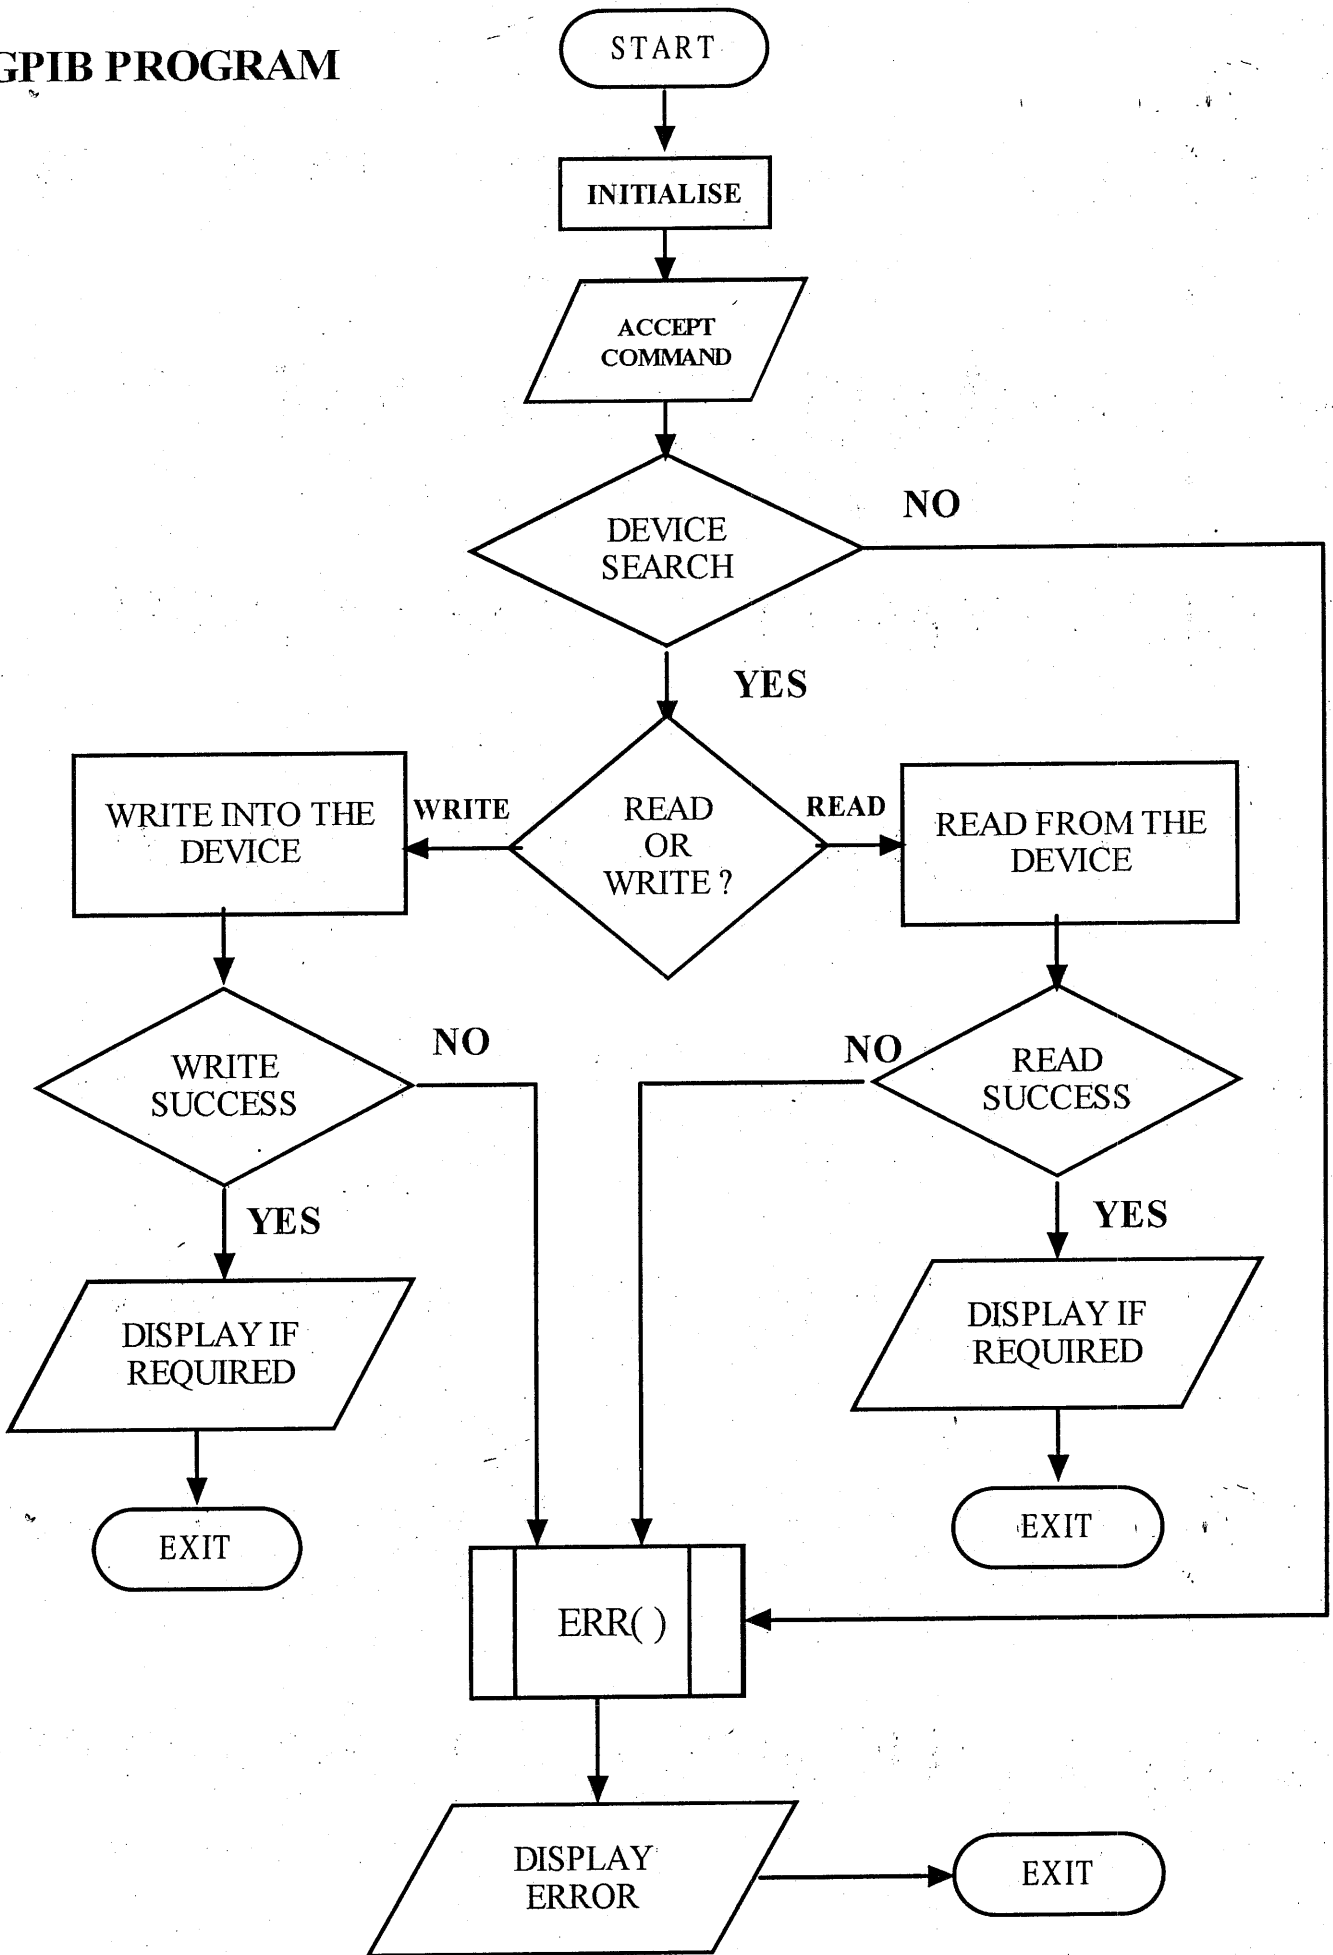 GPIB PROGRAM
START
INITIALISE
ACCEPT
COMMAND
DEVICE
SEARCH
NO
YES
WRITE INTO THE
DEVICE
WRITE
READ
OR
WRITE ?
READ
READ FROM THE
DEVICE
WRITE
SUCCESS
NO
NO
READ
SUCCESS
YES
YES
DISPLAY IF
REQUIRED
DISPLAY IF
REQUIRED
EXIT
EXIT
ERR( )
DISPLAY
ERROR
EXIT